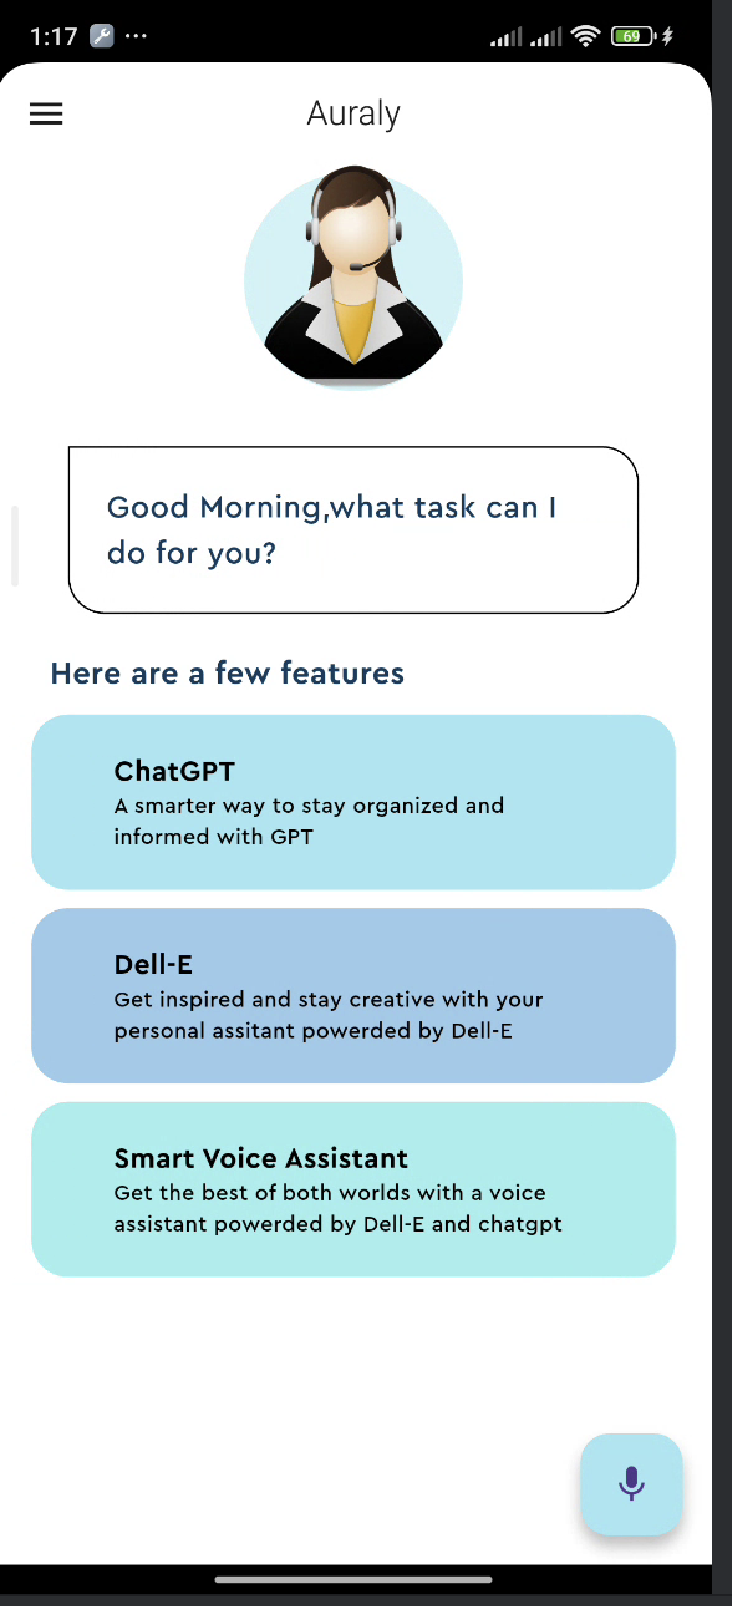 1:17
69
Auraly
Good Morning,what task can I
do for you?
Here are a few features
ChatGPT
A smarter way to stay organized and
informed with GPT
Dell-E
Get inspired and stay creative with your
personal assitant powerded by Dell-E
Smart Voice Assistant
Get the best of both worlds with a voice
assistant powerded by Dell-E and chatgpt